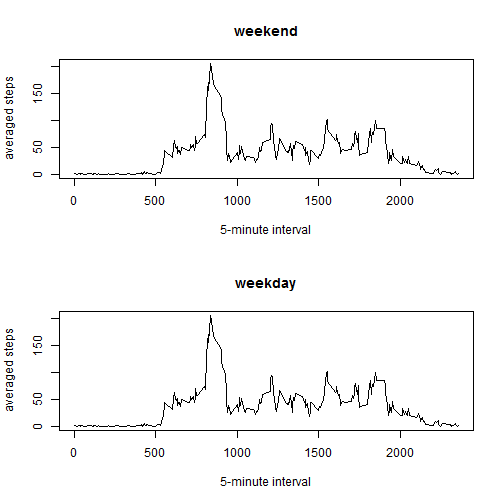 weekend
averaged steps
0 50 150
0 500 1000 1500 2000
5-minute interval
weekday
averaged steps
0 50 150
0 500 1000 1500 2000
5-minute interval